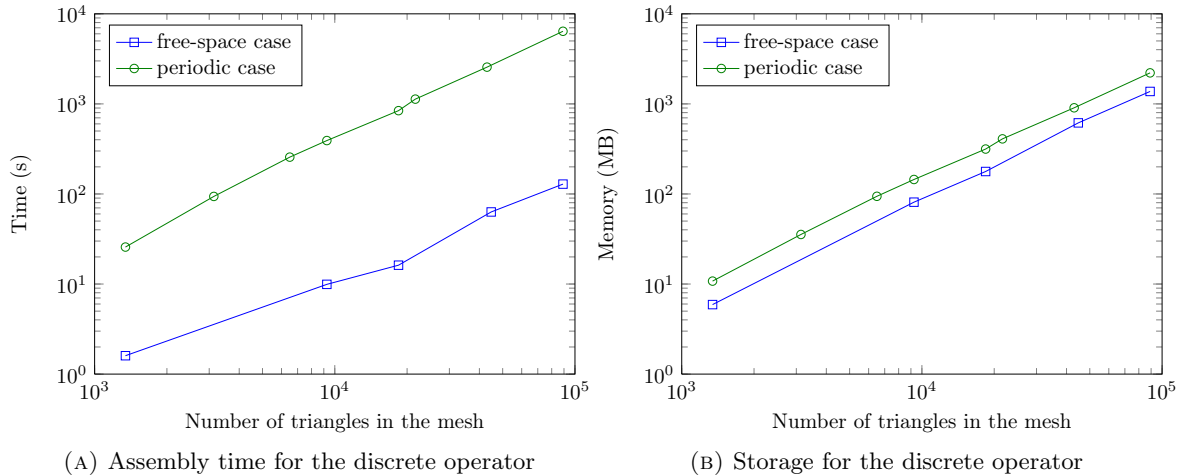 10^4
10^3
10^2
10^1
10^0
Time (s)
free-space case
periodic case
10^3
10^4
10^5
Number of triangles in the mesh
(A) Assembly time for the discrete operator
10^4
10^3
10^2
10^1
10^0
Memory (MB)
free-space case
periodic case
10^3
10^4
10^5
Number of triangles in the mesh
(B) Storage for the discrete operator